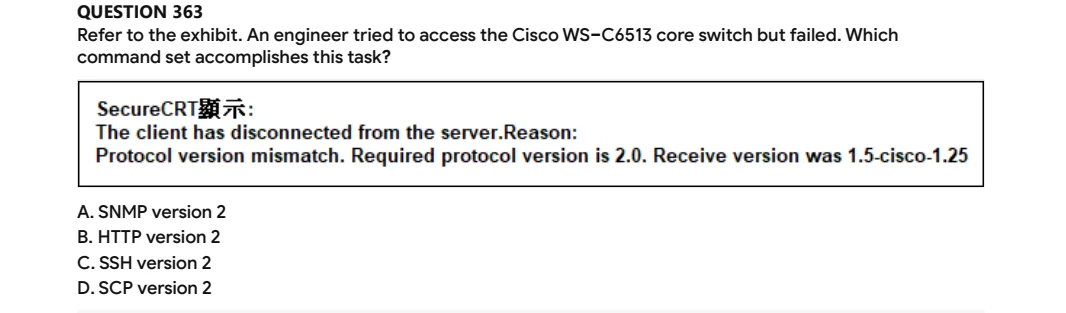 QUESTION 363
Refer to the exhibit. An engineer tried to access the Cisco WS-C6513 core switch but failed. Which
command set accomplishes this task?
SecureCRT顯示:
The client has disconnected from the server.Reason:
Protocol version mismatch. Required protocol version is 2.0. Receive version was 1.5-cisco-1.25
A. SNMP version 2
B. HTTP version 2
C. SSH version 2
D. SCP version 2